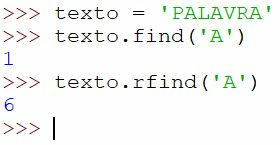 >>> texto = 'PALAVRA'
>>> texto.find('A')
1
>>> texto.rfind('A')
6
>>>